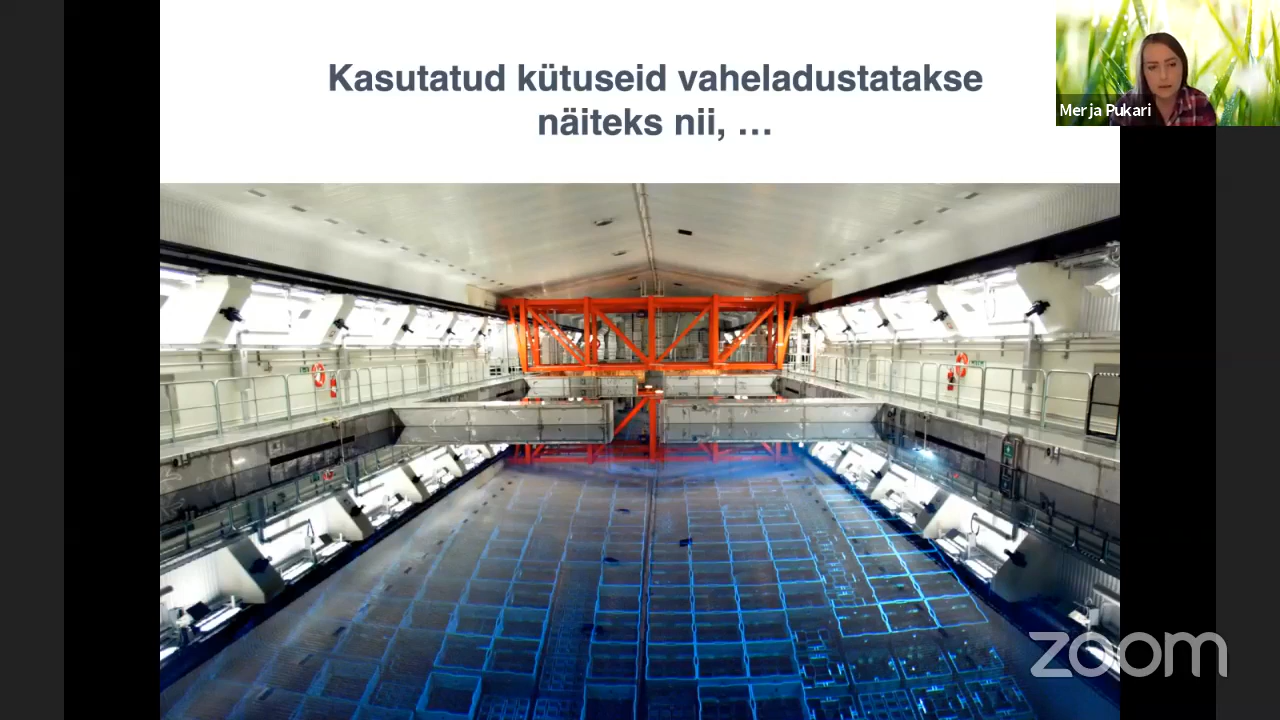 Kasutatud kütuseid vaheladustatakse
näiteks nii, …
Merja Pukari
zoom